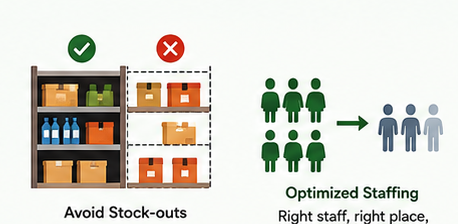 Avoid Stock-outs
Optimized Staffing
Right staff, right place,